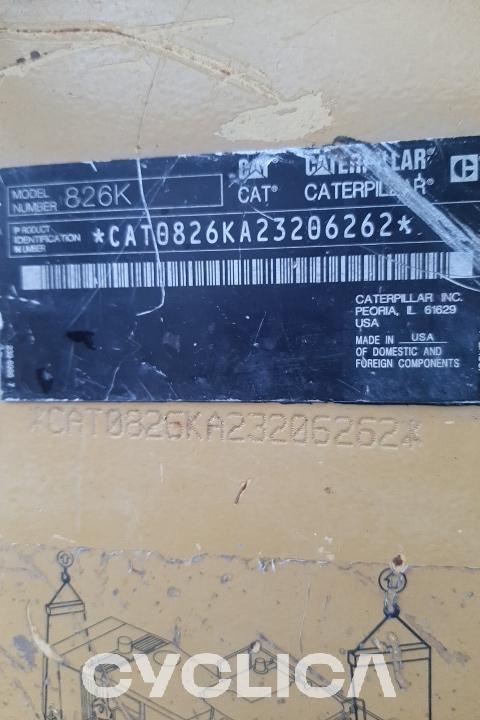 CAT CATERPILLAR
MODEL NUMBER 826K CAT® CATERPILLAR®
PRODUCT IDENTIFICATION NUMBER *CAT0826KA23206262*
CATERPILLAR INC.
PEORIA, IL 61629
USA
MADE IN USA
OF DOMESTIC AND
FOREIGN COMPONENTS
*CAT0826KA23206262*
CYCLICA